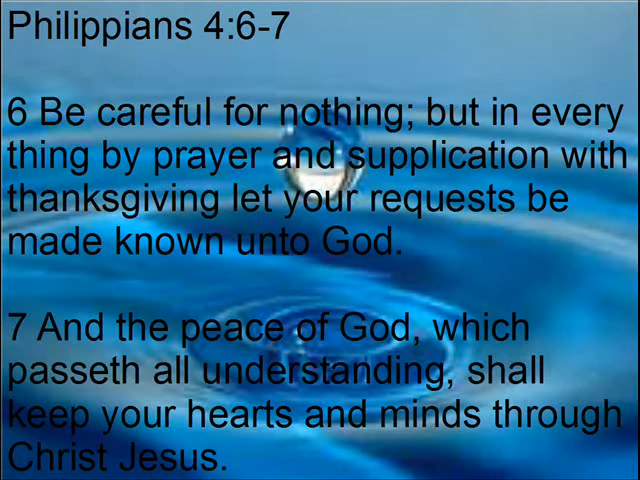 Philippians 4:6-7
6 Be careful for nothing; but in every
thing by prayer and supplication with
thanksgiving let your requests be
made known unto God.
7 And the peace of God, which
passeth all understanding, shall
keep your hearts and minds through
Christ Jesus.